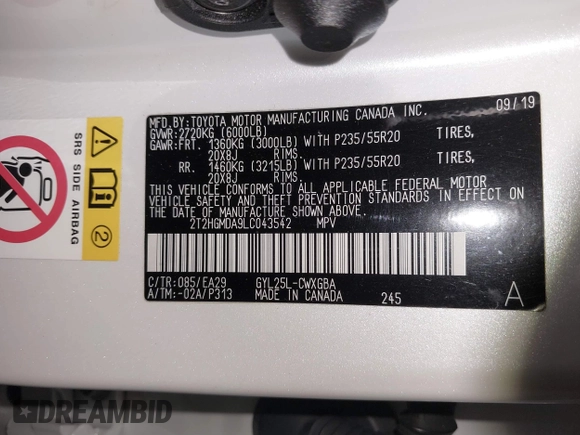 MFD.BY:TOYOTA MOTOR MANUFACTURING CANADA INC. 09/19
GVWR:2720KG (6000LB)
GAWR:FRT. 1360KG (3000LB) WITH P235/55R20 TIRES,
20X8J RIMS.
RR. 1460KG (3215LB) WITH P235/55R20 TIRES,
20X8J RIMS.
THIS VEHICLE CONFORMS TO ALL APPLICABLE FEDERAL MOTOR
VEHICLE SAFETY AND THEFT PREVENTION STANDARDS IN EFFECT ON
THE DATE OF MANUFACTURE SHOWN ABOVE.
2T2HGMDA9LC043542 MPV
C/TR:085/EA29 GYL25L-CWXGBA
A/TM:-02A/P313 MADE IN CANADA 245 A
SRS SIDE AIRBAG
2
DREAMBID